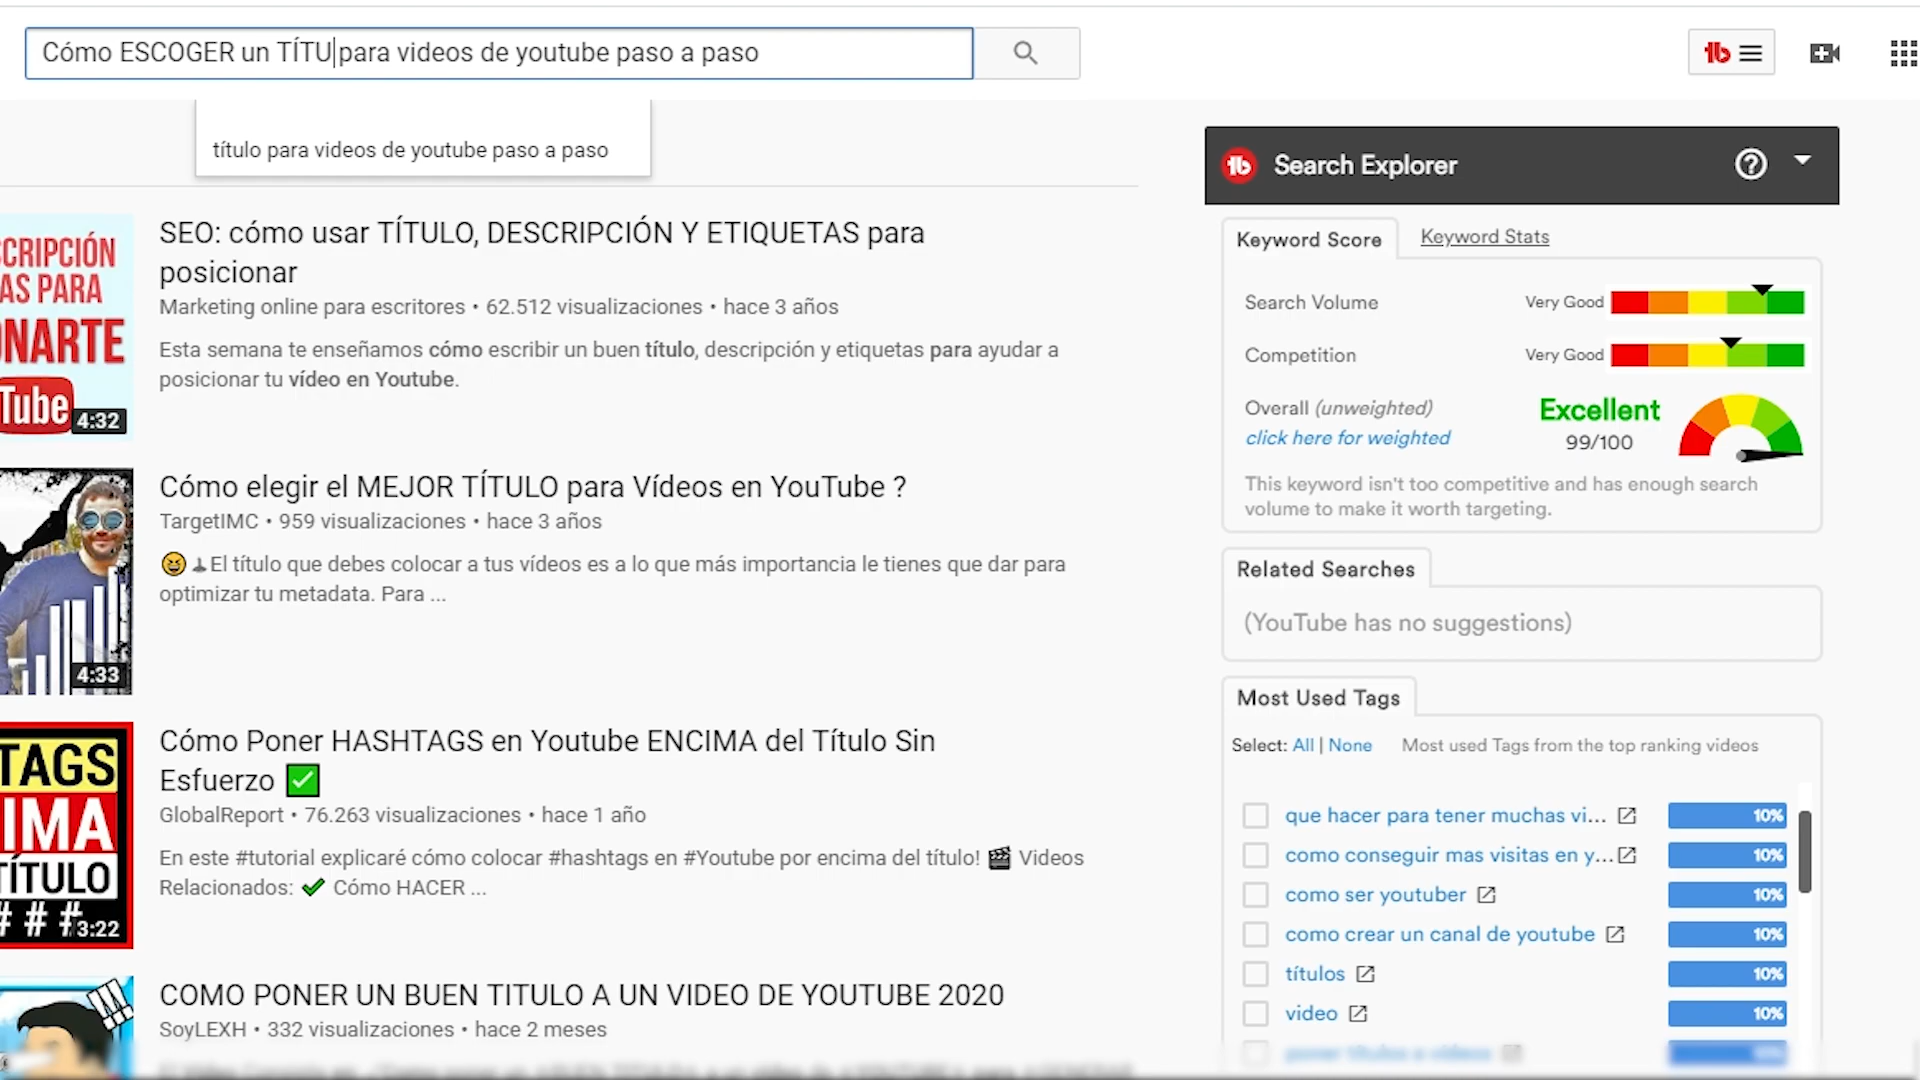 Cómo ESCOGER un TÍTU para videos de youtube paso a paso
título para videos de youtube paso a paso
SCRIPCIÓN
AS PARA
ONARTE
Tube
4:32
SEO: cómo usar TÍTULO, DESCRIPCIÓN Y ETIQUETAS para
posicionar
Marketing online para escritores • 62.512 visualizaciones • hace 3 años
Esta semana te enseñamos cómo escribir un buen título, descripción y etiquetas para ayudar a
posicionar tu vídeo en Youtube.
4:33
Cómo elegir el MEJOR TÍTULO para Vídeos en YouTube ?
TargetIMC • 959 visualizaciones • hace 3 años
El título que debes colocar a tus vídeos es a lo que más importancia le tienes que dar para
optimizar tu metadata. Para ...
TAGS
IMA
TÍTULO
# # #
3:22
Cómo Poner HASHTAGS en Youtube ENCIMA del Título Sin
Esfuerzo ✅
GlobalReport • 76.263 visualizaciones • hace 1 año
En este #tutorial explicaré cómo colocar #hashtags en #Youtube por encima del título! 🎬 Videos
Relacionados: ✔ Cómo HACER ...
COMO PONER UN BUEN TITULO A UN VIDEO DE YOUTUBE 2020
SoyLEXH • 332 visualizaciones • hace 2 meses
Search Explorer
Keyword Score
Keyword Stats
Search Volume Very Good
Competition Very Good
Overall (unweighted) Excellent
click here for weighted 99/100
This keyword isn't too competitive and has enough search
volume to make it worth targeting.
Related Searches
(YouTube has no suggestions)
Most Used Tags
Select: All | None Most used Tags from the top ranking videos
que hacer para tener muchas vi... 10%
como conseguir mas visitas en y... 10%
como ser youtuber 10%
como crear un canal de youtube 10%
títulos 10%
video 10%